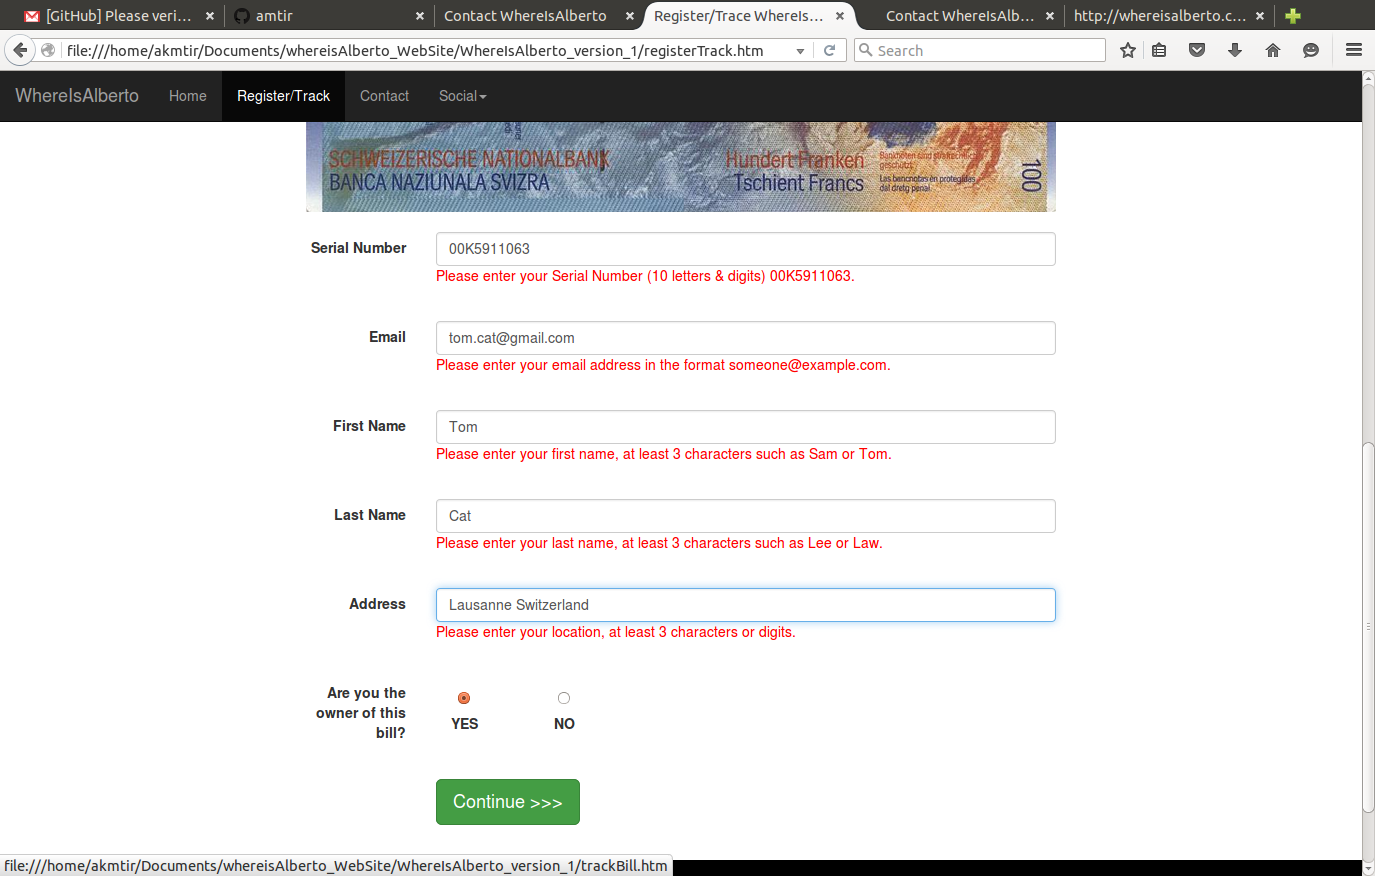 [GitHub] Please veri...
amtir
Contact WhereIsAlberto
Register/Trace WhereIs...
Contact WhereIsAlb...
http://whereisalberto.c...
file:///home/akmtir/Documents/whereisAlberto_WebSite/WhereIsAlberto_version_1/registerTrack.htm
Search
WhereIsAlberto
Home
Register/Track
Contact
Social
SCHWEIZERISCHE NATIONALBANK
BANCA NAZIUNALA SVIZRA
Hundert Franken
Tschient Francs
Banknoten sind strafrechtlich
geschützt.
Las bancnotas èn protegidas
dal dretg penal.
100
Serial Number
00K5911063
Please enter your Serial Number (10 letters & digits) 00K5911063.
Email
tom.cat@gmail.com
Please enter your email address in the format someone@example.com.
First Name
Tom
Please enter your first name, at least 3 characters such as Sam or Tom.
Last Name
Cat
Please enter your last name, at least 3 characters such as Lee or Law.
Address
Lausanne Switzerland
Please enter your location, at least 3 characters or digits.
Are you the
owner of this
bill?
YES
NO
Continue >>>
file:///home/akmtir/Documents/whereisAlberto_WebSite/WhereIsAlberto_version_1/trackBill.htm